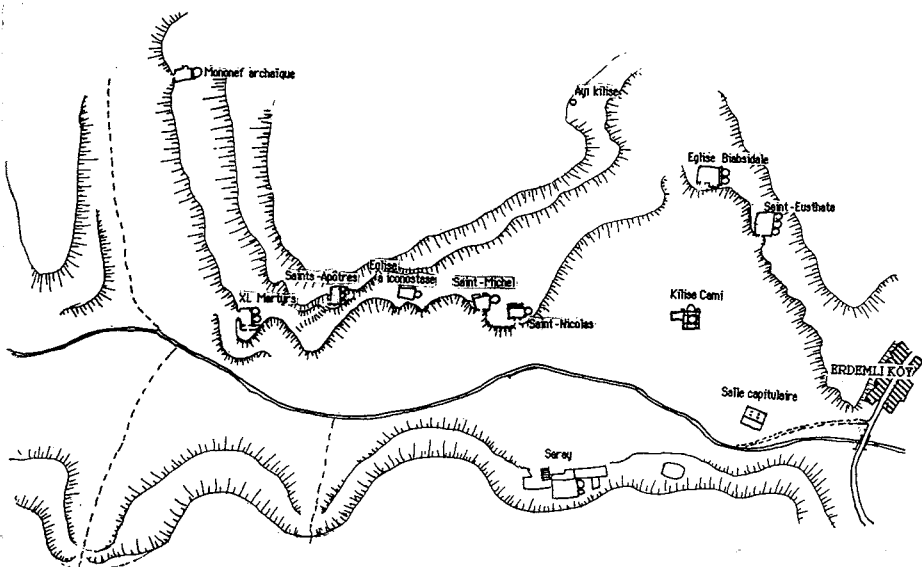 Mononef archaïque
Ayı kilise
Eglise Biabsidale
Saint-Eusthate
Saints-Apôtres
Eglise
à iconostase
Saint-Michel
XL Martyrs
Kilise Cami
Saint-Nicolas
ERDEMLI KÖY
Salle capitulaire
Saray